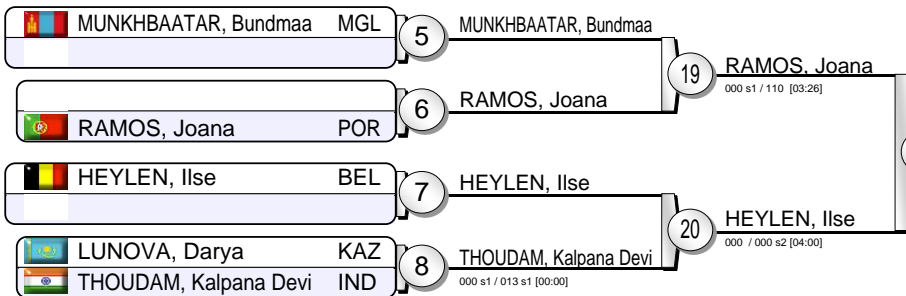 MUNKHBAATAR, Bundmaa MGL
5
MUNKHBAATAR, Bundmaa
19
RAMOS, Joana
000 s1 / 110 [03:26]
6
RAMOS, Joana
RAMOS, Joana POR
HEYLEN, Ilse BEL
7
HEYLEN, Ilse
20
HEYLEN, Ilse
000 / 000 s2 [04:00]
LUNOVA, Darya KAZ
8
THOUDAM, Kalpana Devi
000 s1 / 013 s1 [00:00]
THOUDAM, Kalpana Devi IND